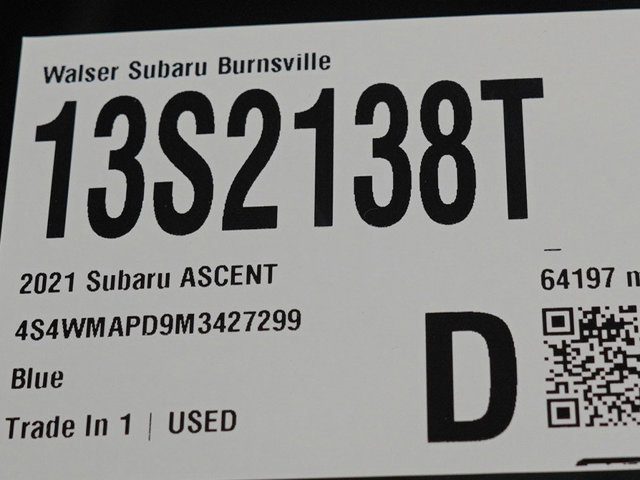 Walser Subaru Burnsville
13S2138T
2021 Subaru ASCENT
64197
4S4WMAPD9M3427299
Blue
D
Trade In 1 | USED